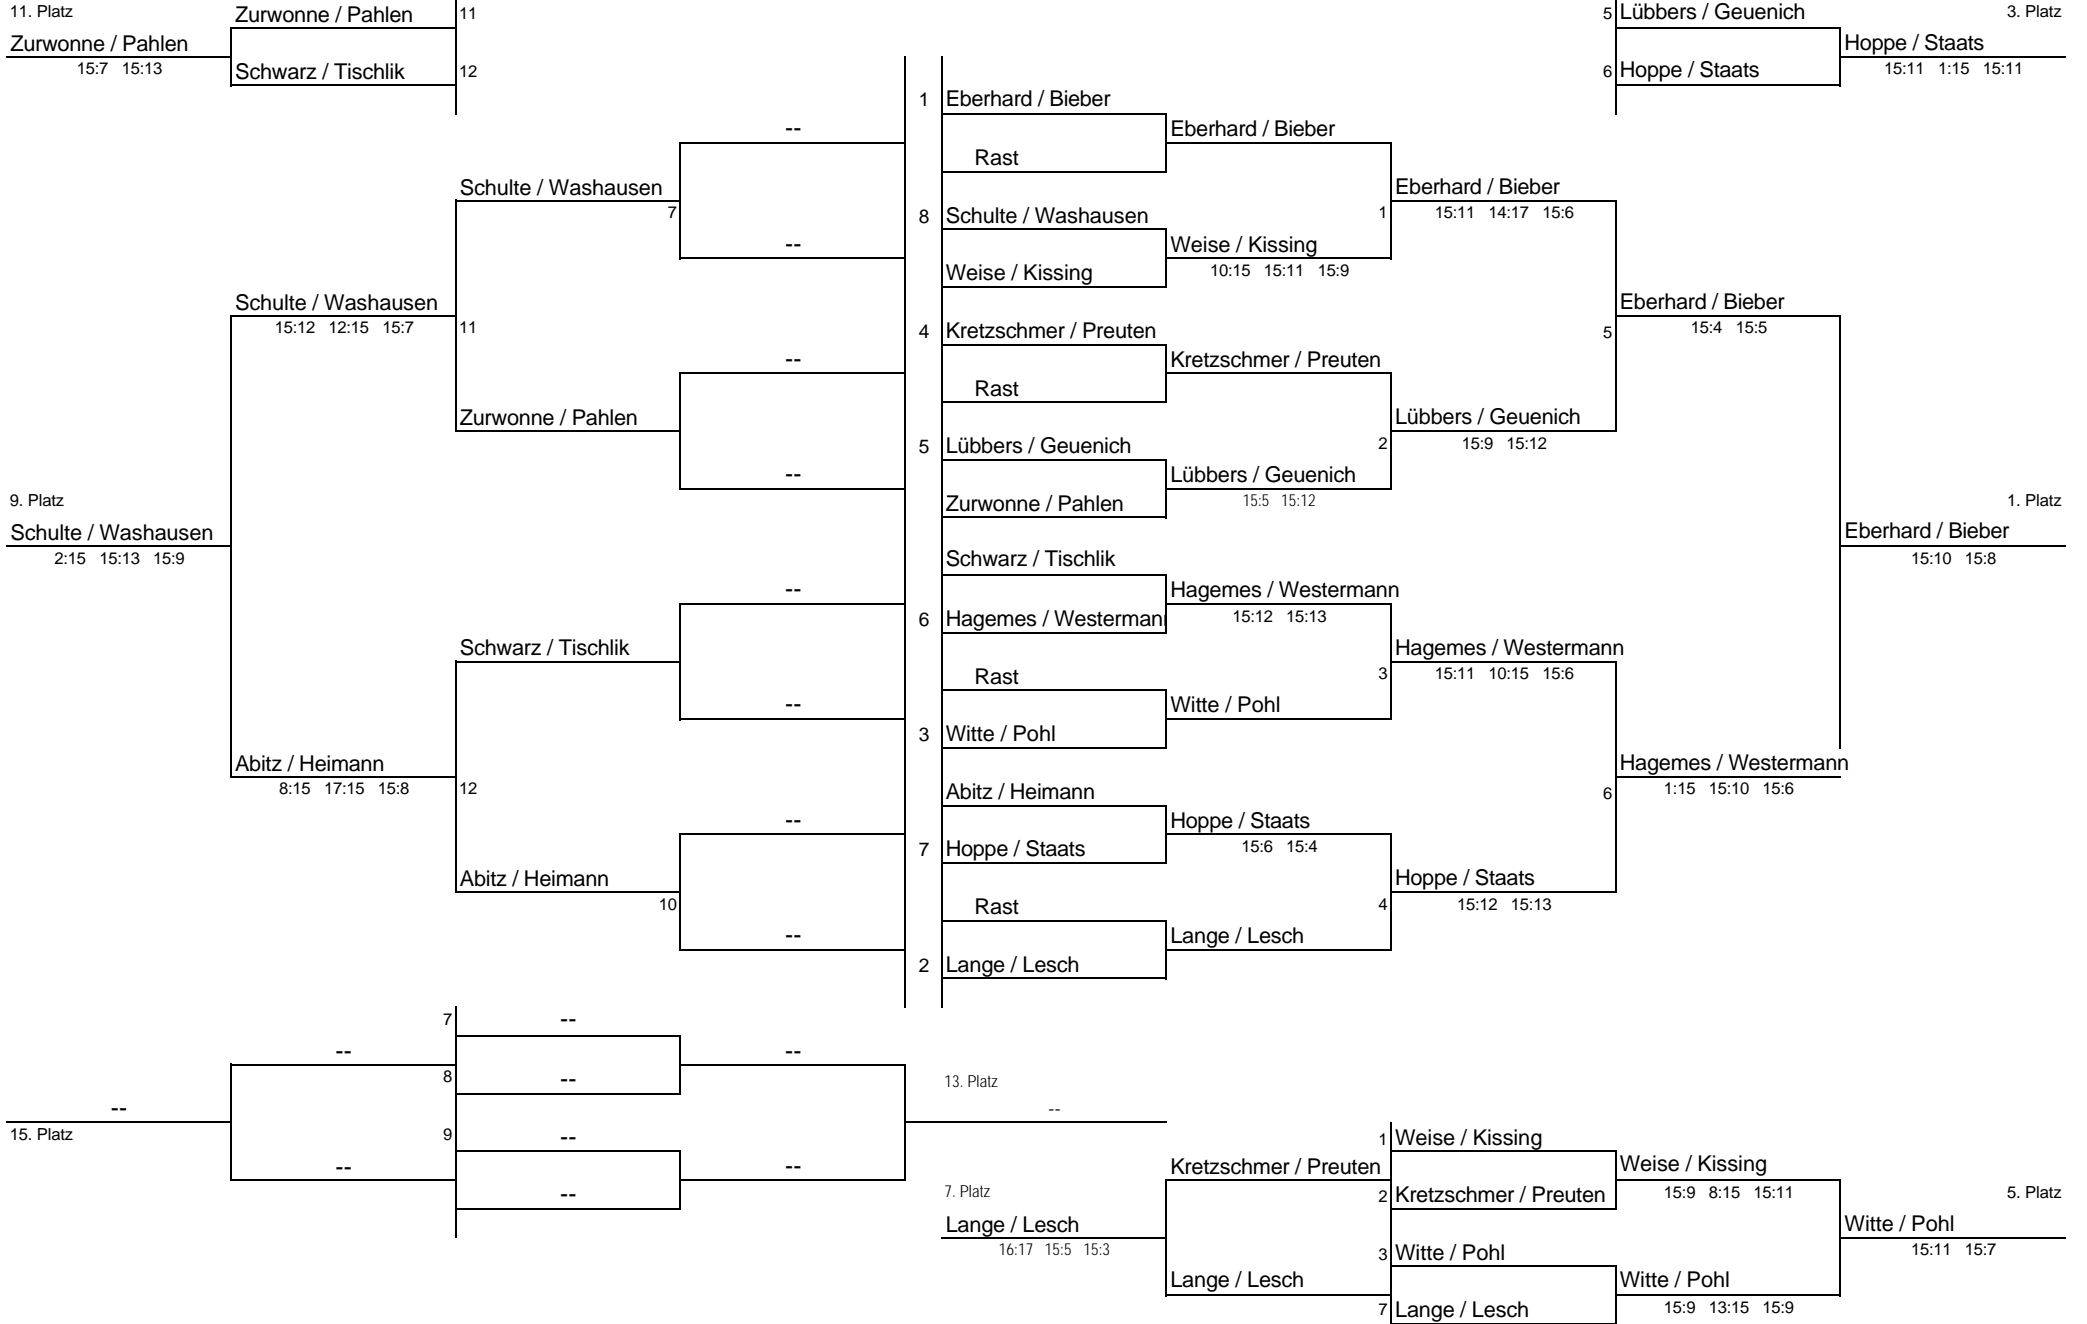 11. Platz
Zurwonne / Pahlen
11
5
Lübbers / Geuenich
3. Platz
Zurwonne / Pahlen
Hoppe / Staats
15:7 15:13
Schwarz / Tischlik
12
6
Hoppe / Staats
15:11 1:15 15:11
1
Eberhard / Bieber
--
Eberhard / Bieber
Rast
Schulte / Washausen
7
Eberhard / Bieber
1
15:11 14:17 15:6
8
Schulte / Washausen
--
Weise / Kissing
Weise / Kissing
10:15 15:11 15:9
Schulte / Washausen
15:12 12:15 15:7
11
Eberhard / Bieber
5
15:4 15:5
4
Kretzschmer / Preuten
--
Kretzschmer / Preuten
Rast
Zurwonne / Pahlen
Lübbers / Geuenich
2
15:9 15:12
5
Lübbers / Geuenich
--
Lübbers / Geuenich
15:5 15:12
Zurwonne / Pahlen
9. Platz
1. Platz
Schulte / Washausen
2:15 15:13 15:9
Eberhard / Bieber
15:10 15:8
Schwarz / Tischlik
--
Hagemes / Westermann
15:12 15:13
6
Hagemes / Westermann
Schwarz / Tischlik
Hagemes / Westermann
3
15:11 10:15 15:6
Rast
--
Witte / Pohl
3
Witte / Pohl
Abitz / Heimann
8:15 17:15 15:8
12
Hagemes / Westermann
6
1:15 15:10 15:6
Abitz / Heimann
--
Hoppe / Staats
15:6 15:4
7
Hoppe / Staats
Abitz / Heimann
10
Hoppe / Staats
4
15:12 15:13
Rast
--
Lange / Lesch
2
Lange / Lesch
7
--
--
--
8
--
13. Platz
--
--
15. Platz
9
--
--
--
--
1
Weise / Kissing
Kretzschmer / Preuten
Weise / Kissing
7. Platz
2
Kretzschmer / Preuten
15:9 8:15 15:11
5. Platz
Lange / Lesch
16:17 15:5 15:3
Witte / Pohl
15:11 15:7
3
Witte / Pohl
Lange / Lesch
Witte / Pohl
7
Lange / Lesch
15:9 13:15 15:9